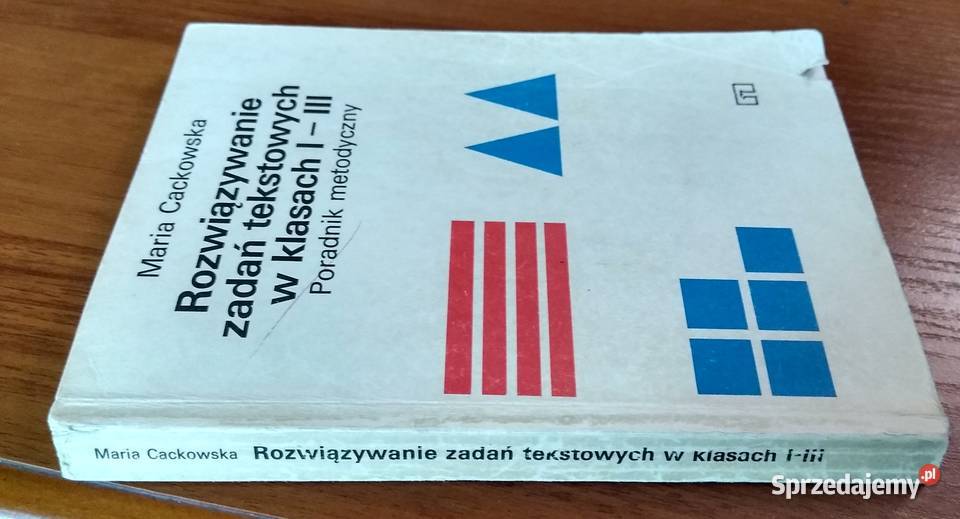 Maria Cackowska
Rozwiązywanie
zadań tekstowych
w klasach I – III
Poradnik metodyczny
Maria Cackowska Rozwiązywanie zadań tekstowych w klasach I-III
Sprzedajemy.pl